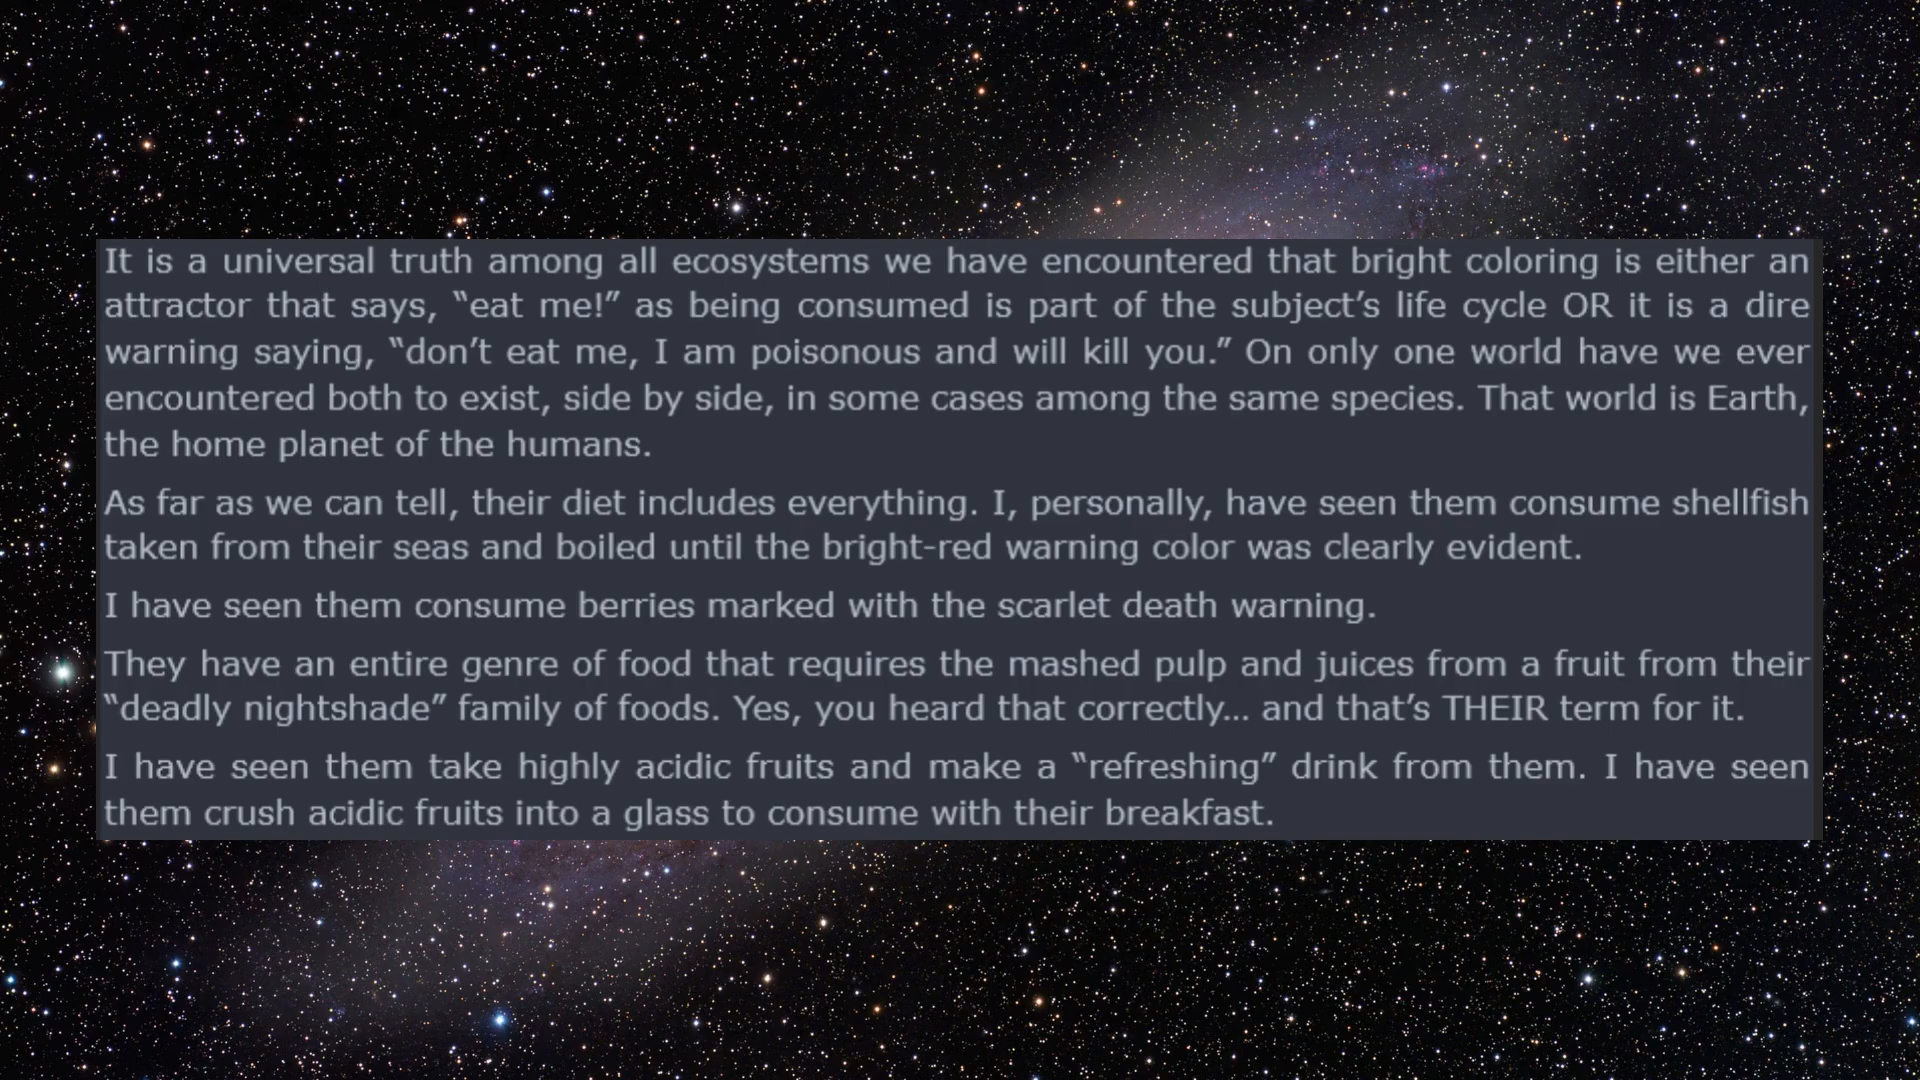 It is a universal truth among all ecosystems we have encountered that bright coloring is either an
attractor that says, “eat me!” as being consumed is part of the subject’s life cycle OR it is a dire
warning saying, “don’t eat me, I am poisonous and will kill you.” On only one world have we ever
encountered both to exist, side by side, in some cases among the same species. That world is Earth,
the home planet of the humans.
As far as we can tell, their diet includes everything. I, personally, have seen them consume shellfish
taken from their seas and boiled until the bright-red warning color was clearly evident.
I have seen them consume berries marked with the scarlet death warning.
They have an entire genre of food that requires the mashed pulp and juices from a fruit from their
“deadly nightshade” family of foods. Yes, you heard that correctly… and that’s THEIR term for it.
I have seen them take highly acidic fruits and make a “refreshing” drink from them. I have seen
them crush acidic fruits into a glass to consume with their breakfast.